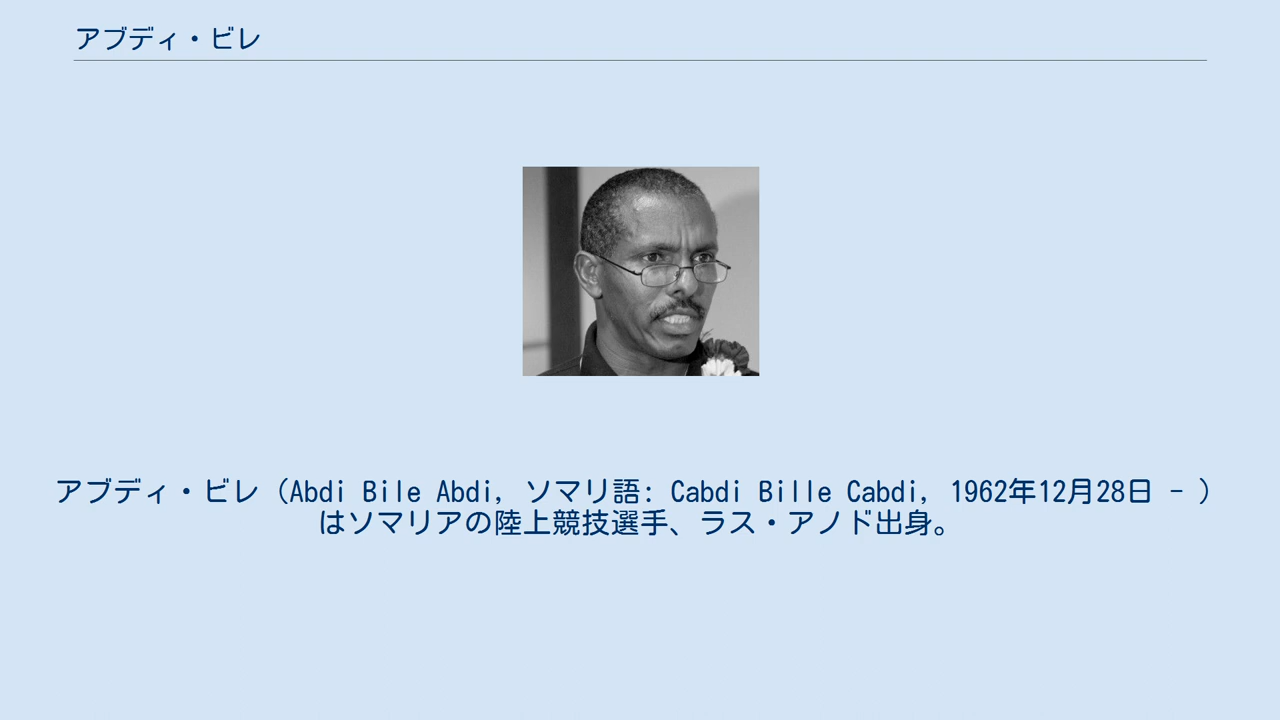 アブディ・ビレ
アブディ・ビレ（Abdi Bile Abdi, ソマリ語: Cabdi Bille Cabdi, 1962年12月28日 - ）
はソマリアの陸上競技選手、ラス・アノド出身。